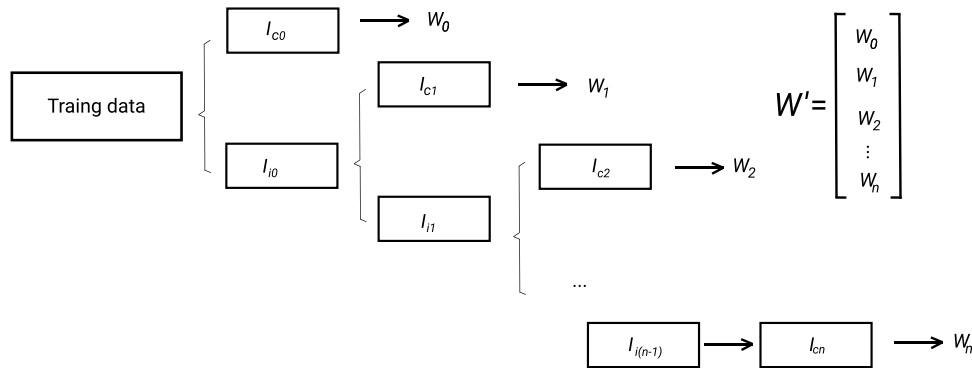 I_c0 → W_0
Traing data
I_c1 → W_1
W' = [W_0
W_1
W_2
⋮
W_n]
I_i0
I_c2 → W_2
I_i1
...
I_i(n-1) → I_cn → W_n